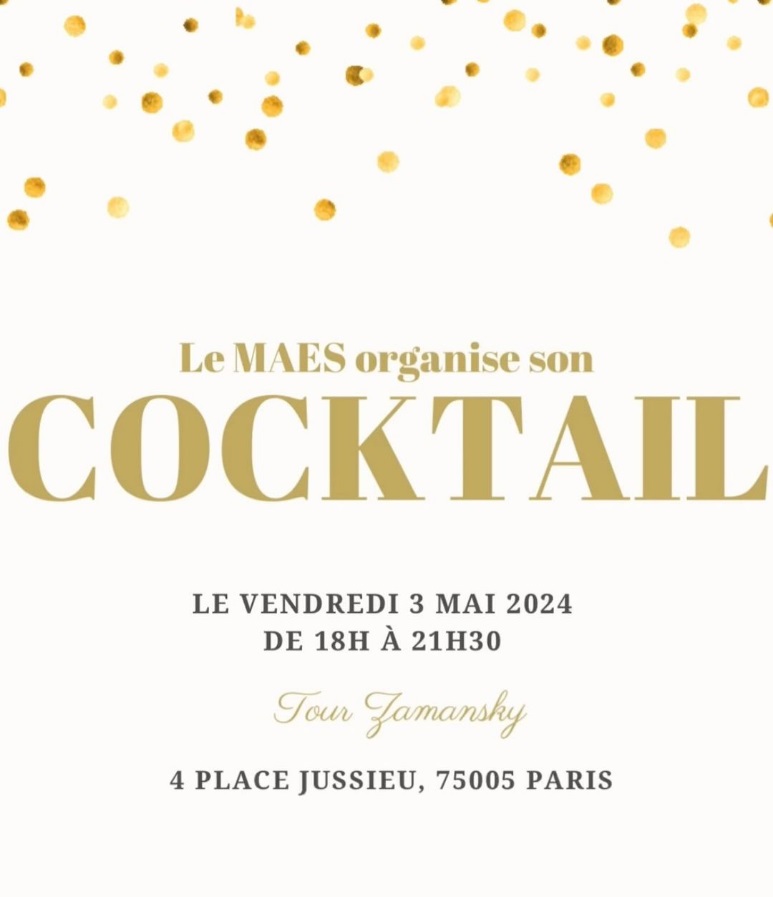 Le MAES organise son
COCKTAIL
LE VENDREDI 3 MAI 2024
DE 18H À 21H30
Tour Zamansky
4 PLACE JUSSIEU, 75005 PARIS